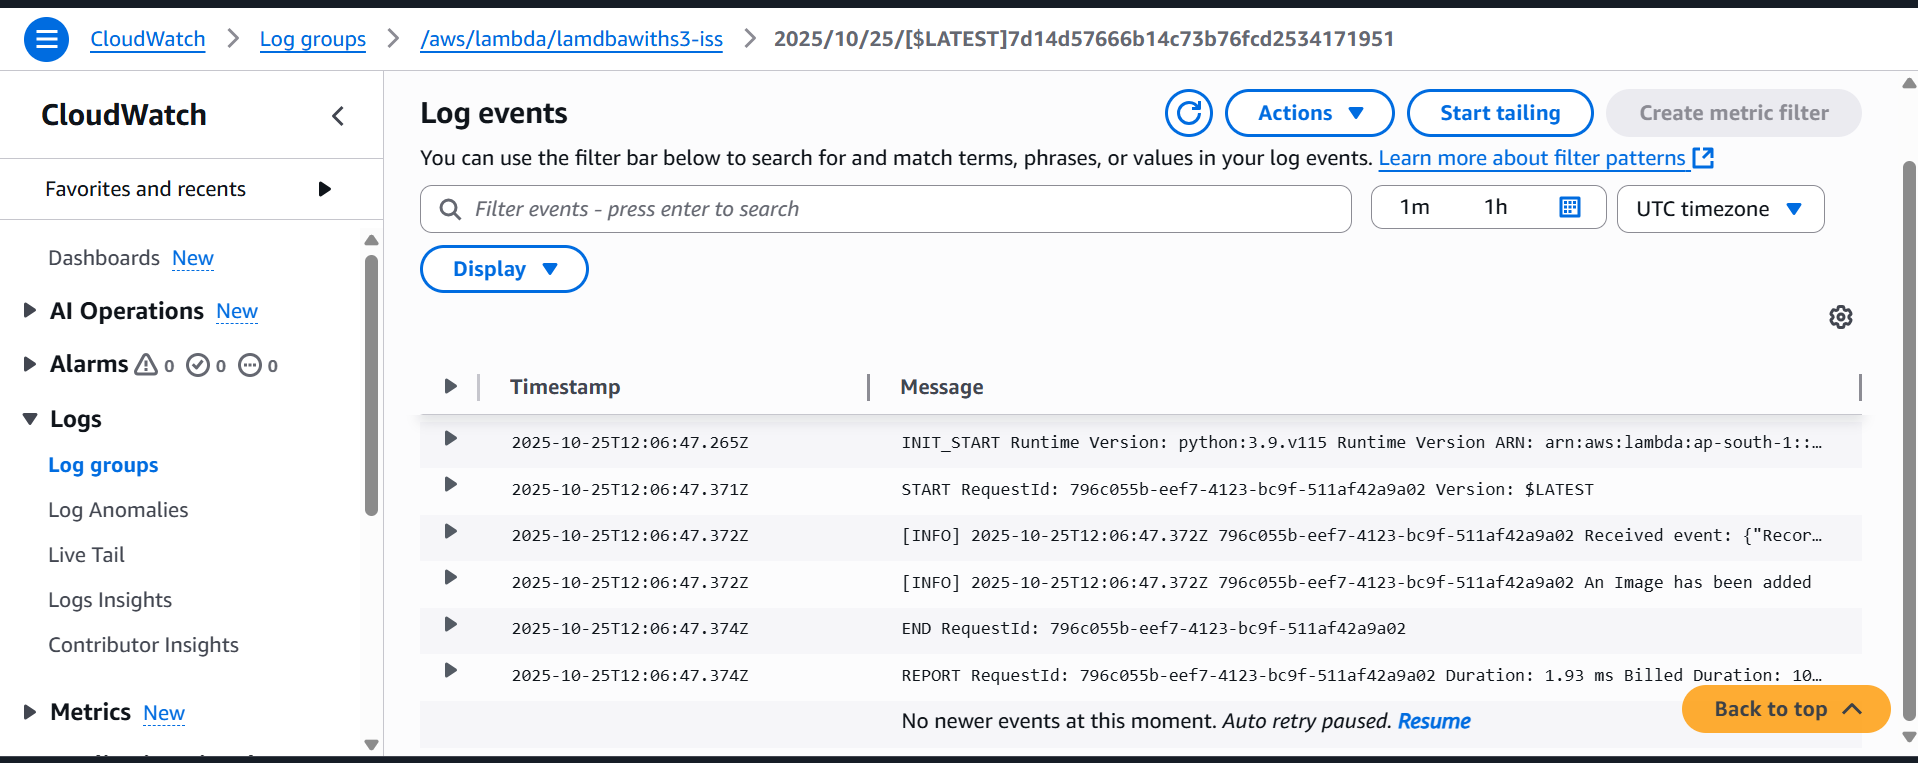 CloudWatch > Log groups > /aws/lambda/lamdbawiths3-iss > 2025/10/25/[$LATEST]7d14d57666b14c73b76fcd2534171951
CloudWatch
Favorites and recents
Dashboards New
AI Operations New
Alarms 0 0 0
Logs
Log groups
Log Anomalies
Live Tail
Logs Insights
Contributor Insights
Metrics New
Log events
Actions
Start tailing
Create metric filter
You can use the filter bar below to search for and match terms, phrases, or values in your log events. Learn more about filter patterns
Filter events - press enter to search
1m 1h
UTC timezone
Display
Timestamp Message
2025-10-25T12:06:47.265Z INIT_START Runtime Version: python:3.9.v115 Runtime Version ARN: arn:aws:lambda:ap-south-1::…
2025-10-25T12:06:47.371Z START RequestId: 796c055b-eef7-4123-bc9f-511af42a9a02 Version: $LATEST
2025-10-25T12:06:47.372Z [INFO] 2025-10-25T12:06:47.372Z 796c055b-eef7-4123-bc9f-511af42a9a02 Received event: {"Recor…
2025-10-25T12:06:47.372Z [INFO] 2025-10-25T12:06:47.372Z 796c055b-eef7-4123-bc9f-511af42a9a02 An Image has been added
2025-10-25T12:06:47.374Z END RequestId: 796c055b-eef7-4123-bc9f-511af42a9a02
2025-10-25T12:06:47.374Z REPORT RequestId: 796c055b-eef7-4123-bc9f-511af42a9a02 Duration: 1.93 ms Billed Duration: 10…
No newer events at this moment. Auto retry paused. Resume
Back to top